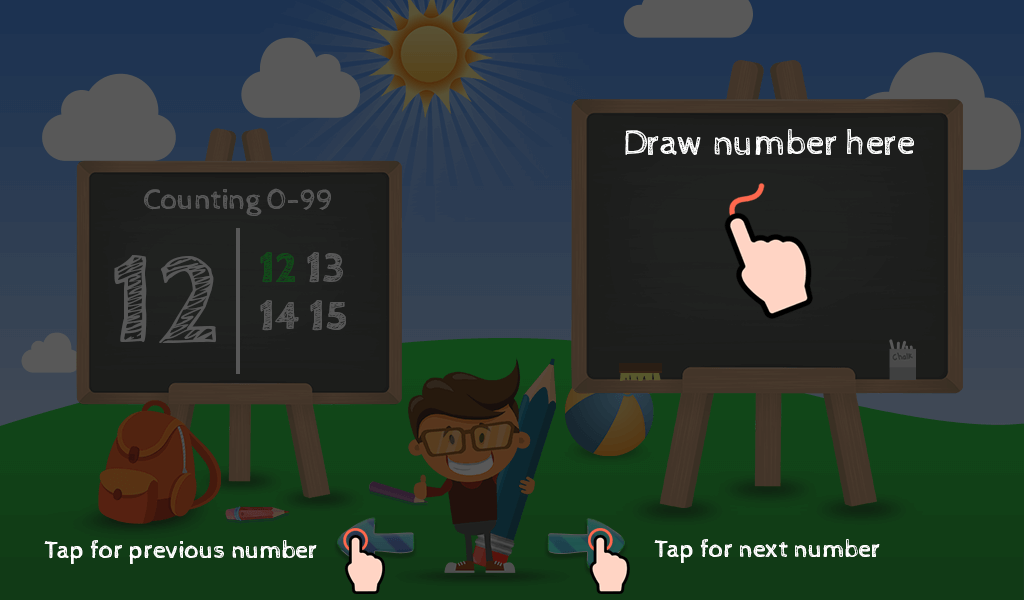 Counting 0-99
12
12 13
14 15
Draw number here
Chalk
Tap for previous number
Tap for next number